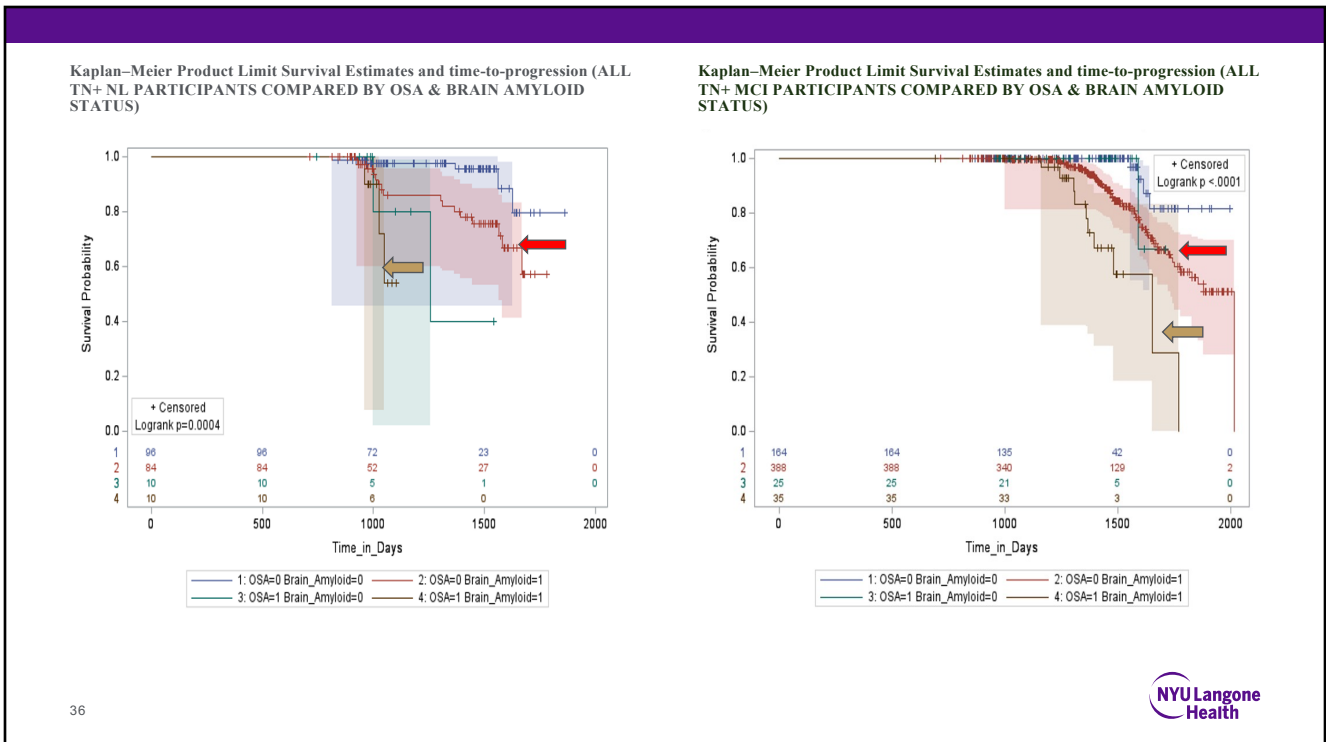 Kaplan–Meier Product Limit Survival Estimates and time-to-progression (ALL
TN+ NL PARTICIPANTS COMPARED BY OSA & BRAIN AMYLOID
STATUS)
1.0
0.8
0.6
0.4
0.2
0.0
Survival Probability
+ Censored
Logrank p=0.0004
1 96 96 72 23 0
2 84 84 52 27 0
3 10 10 5 1 0
4 10 10 6 0
0 500 1000 1500 2000
Time_in_Days
1: OSA=0 Brain_Amyloid=0 2: OSA=0 Brain_Amyloid=1
3: OSA=1 Brain_Amyloid=0 4: OSA=1 Brain_Amyloid=1
Kaplan–Meier Product Limit Survival Estimates and time-to-progression (ALL
TN+ MCI PARTICIPANTS COMPARED BY OSA & BRAIN AMYLOID
STATUS)
1.0
0.8
0.6
0.4
0.2
0.0
Survival Probability
+ Censored
Logrank p <.0001
1 164 164 135 42 0
2 388 388 340 129 2
3 25 25 21 5 0
4 35 35 33 3 0
0 500 1000 1500 2000
Time_in_Days
1: OSA=0 Brain_Amyloid=0 2: OSA=0 Brain_Amyloid=1
3: OSA=1 Brain_Amyloid=0 4: OSA=1 Brain_Amyloid=1
36
NYU Langone
Health